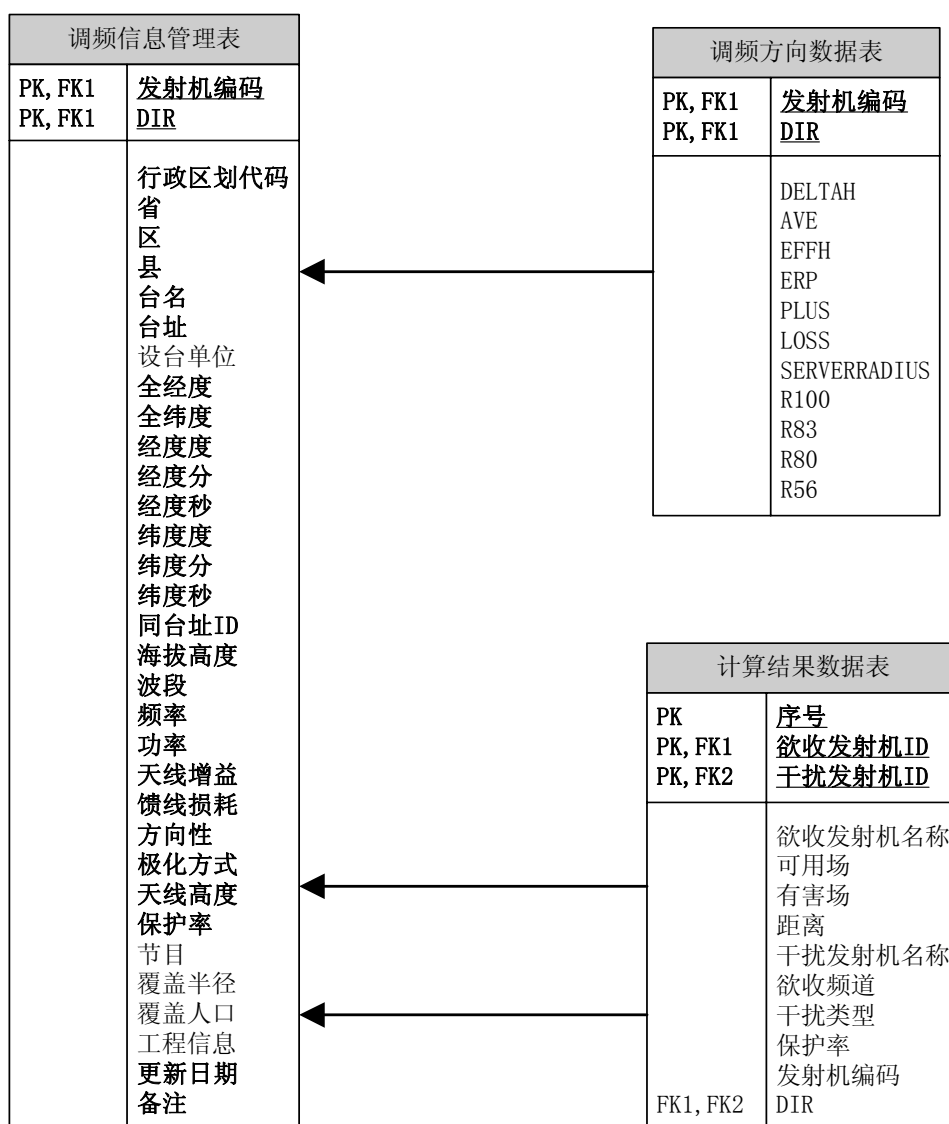 调频信息管理表
PK,FK1 发射机编码
PK,FK1 DIR
行政区划代码
省
区
县
台名
台址
设台单位
全经度
全纬度
经度度
经度分
经度秒
纬度度
纬度分
纬度秒
同台址ID
海拔高度
波段
频率
功率
天线增益
馈线损耗
方向性
极化方式
天线高度
保护率
节目
覆盖半径
覆盖人口
工程信息
更新日期
备注
调频方向数据表
PK,FK1 发射机编码
PK,FK1 DIR
DELTAH
AVE
EFFH
ERP
PLUS
LOSS
SERVERRADIUS
R100
R83
R80
R56
计算结果数据表
PK 序号
PK,FK1 欲收发射机ID
PK,FK2 干扰发射机ID
欲收发射机名称
可用场
有害场
距离
干扰发射机名称
欲收频道
干扰类型
保护率
发射机编码
FK1,FK2 DIR